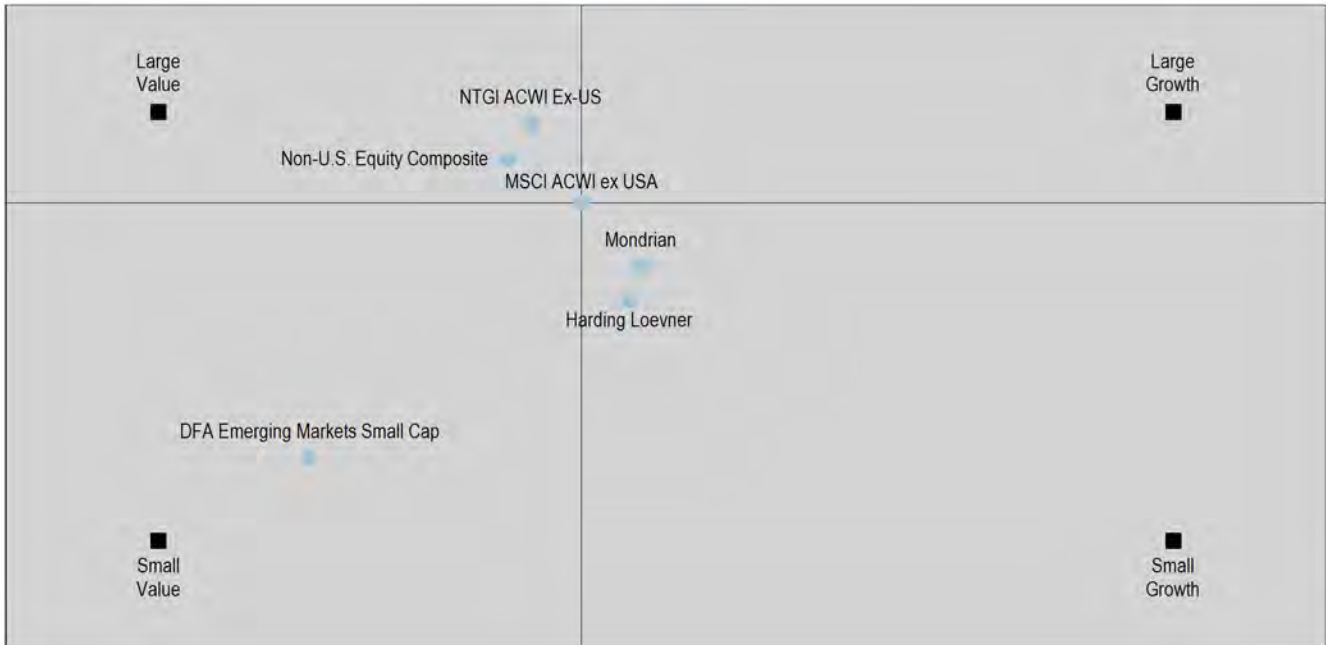 Large
Value
Large
Growth
NTGI ACWI Ex-US
Non-U.S. Equity Composite
MSCI ACWI ex USA
Mondrian
Harding Loevner
DFA Emerging Markets Small Cap
Small
Value
Small
Growth